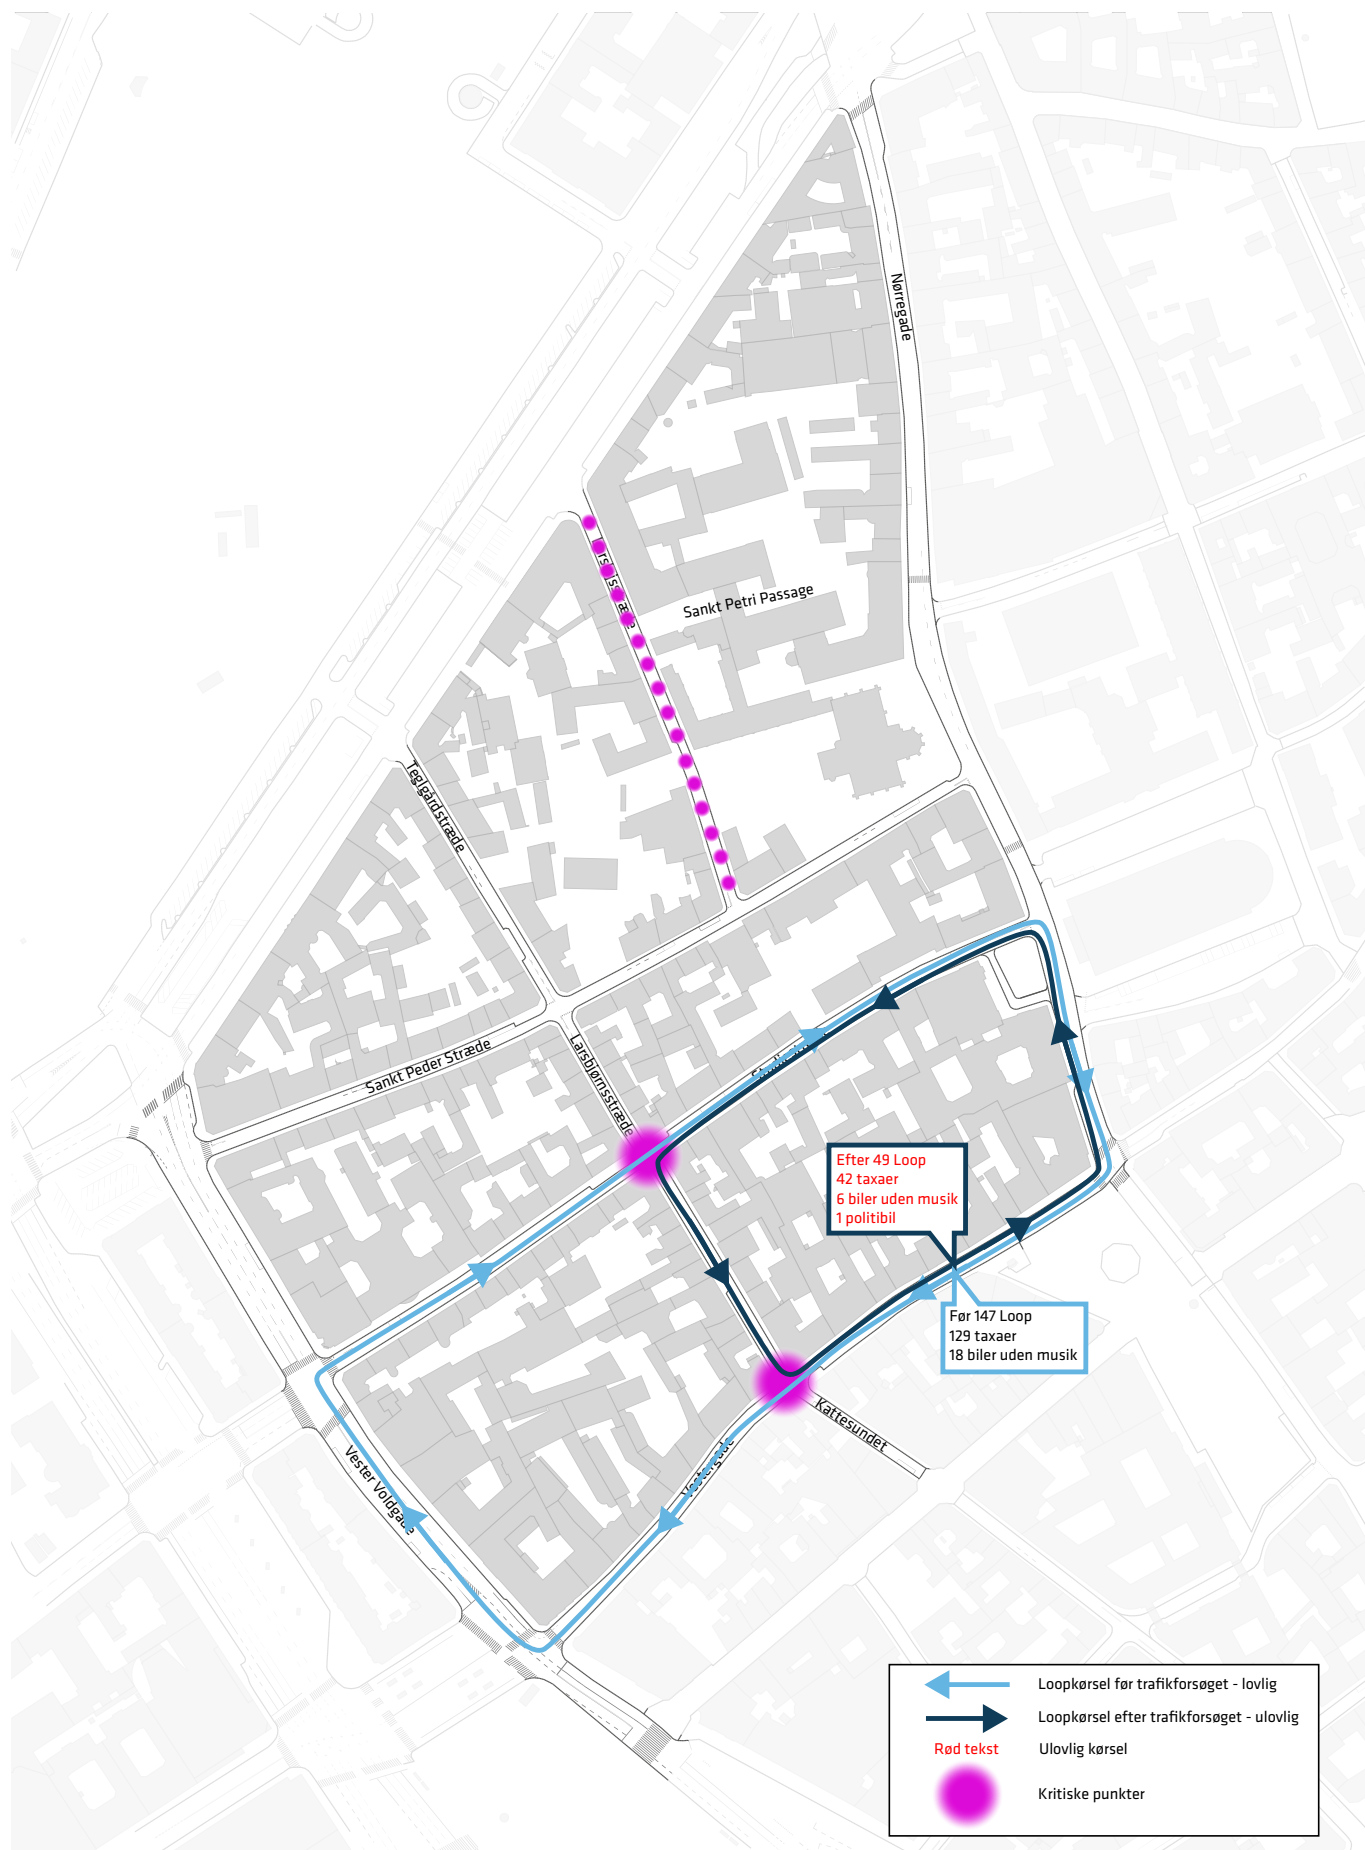 Nørregade
Sankt Petri Passage
Teglgårdstræde
Sankt Peder Stræde
Larsbjørnsstræde
Efter 49 Loop
42 taxaer
6 biler uden musik
1 politibil
Før 147 Loop
129 taxaer
18 biler uden musik
Kattesundet
Vestergade
Vester Voldgade
Loopkørsel før trafikforsøget - lovlig
Loopkørsel efter trafikforsøget - ulovlig
Rød tekst
Ulovlig kørsel
Kritiske punkter